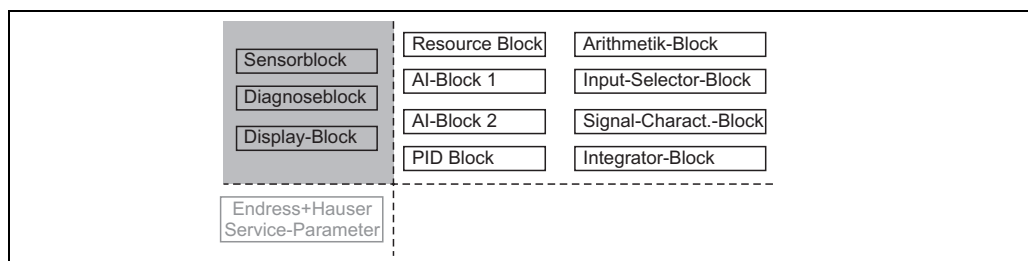 Sensorblock
Diagnoseblock
Display-Block
Resource Block
AI-Block 1
AI-Block 2
PID Block
Arithmetik-Block
Input-Selector-Block
Signal-Charact.-Block
Integrator-Block
Endress+Hauser
Service-Parameter